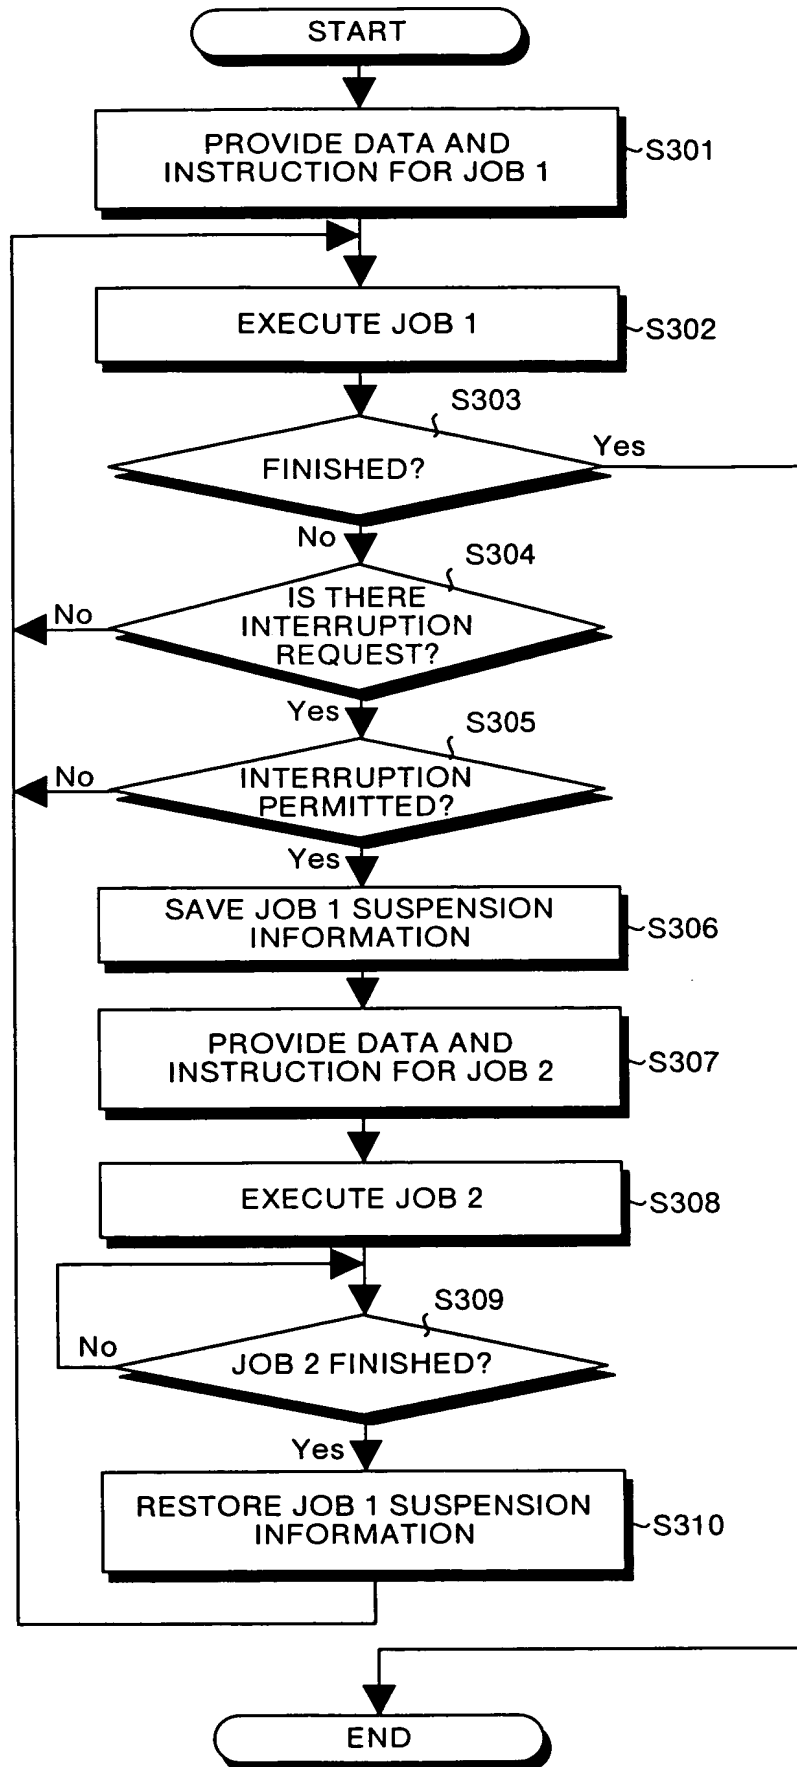 START
PROVIDE DATA AND
INSTRUCTION FOR JOB 1
S301
EXECUTE JOB 1
S302
S303
FINISHED?
Yes
No
S304
IS THERE
INTERRUPTION
REQUEST?
No
Yes
S305
INTERRUPTION
PERMITTED?
No
Yes
SAVE JOB 1 SUSPENSION
INFORMATION
S306
PROVIDE DATA AND
INSTRUCTION FOR JOB 2
S307
EXECUTE JOB 2
S308
S309
JOB 2 FINISHED?
No
Yes
RESTORE JOB 1 SUSPENSION
INFORMATION
S310
END